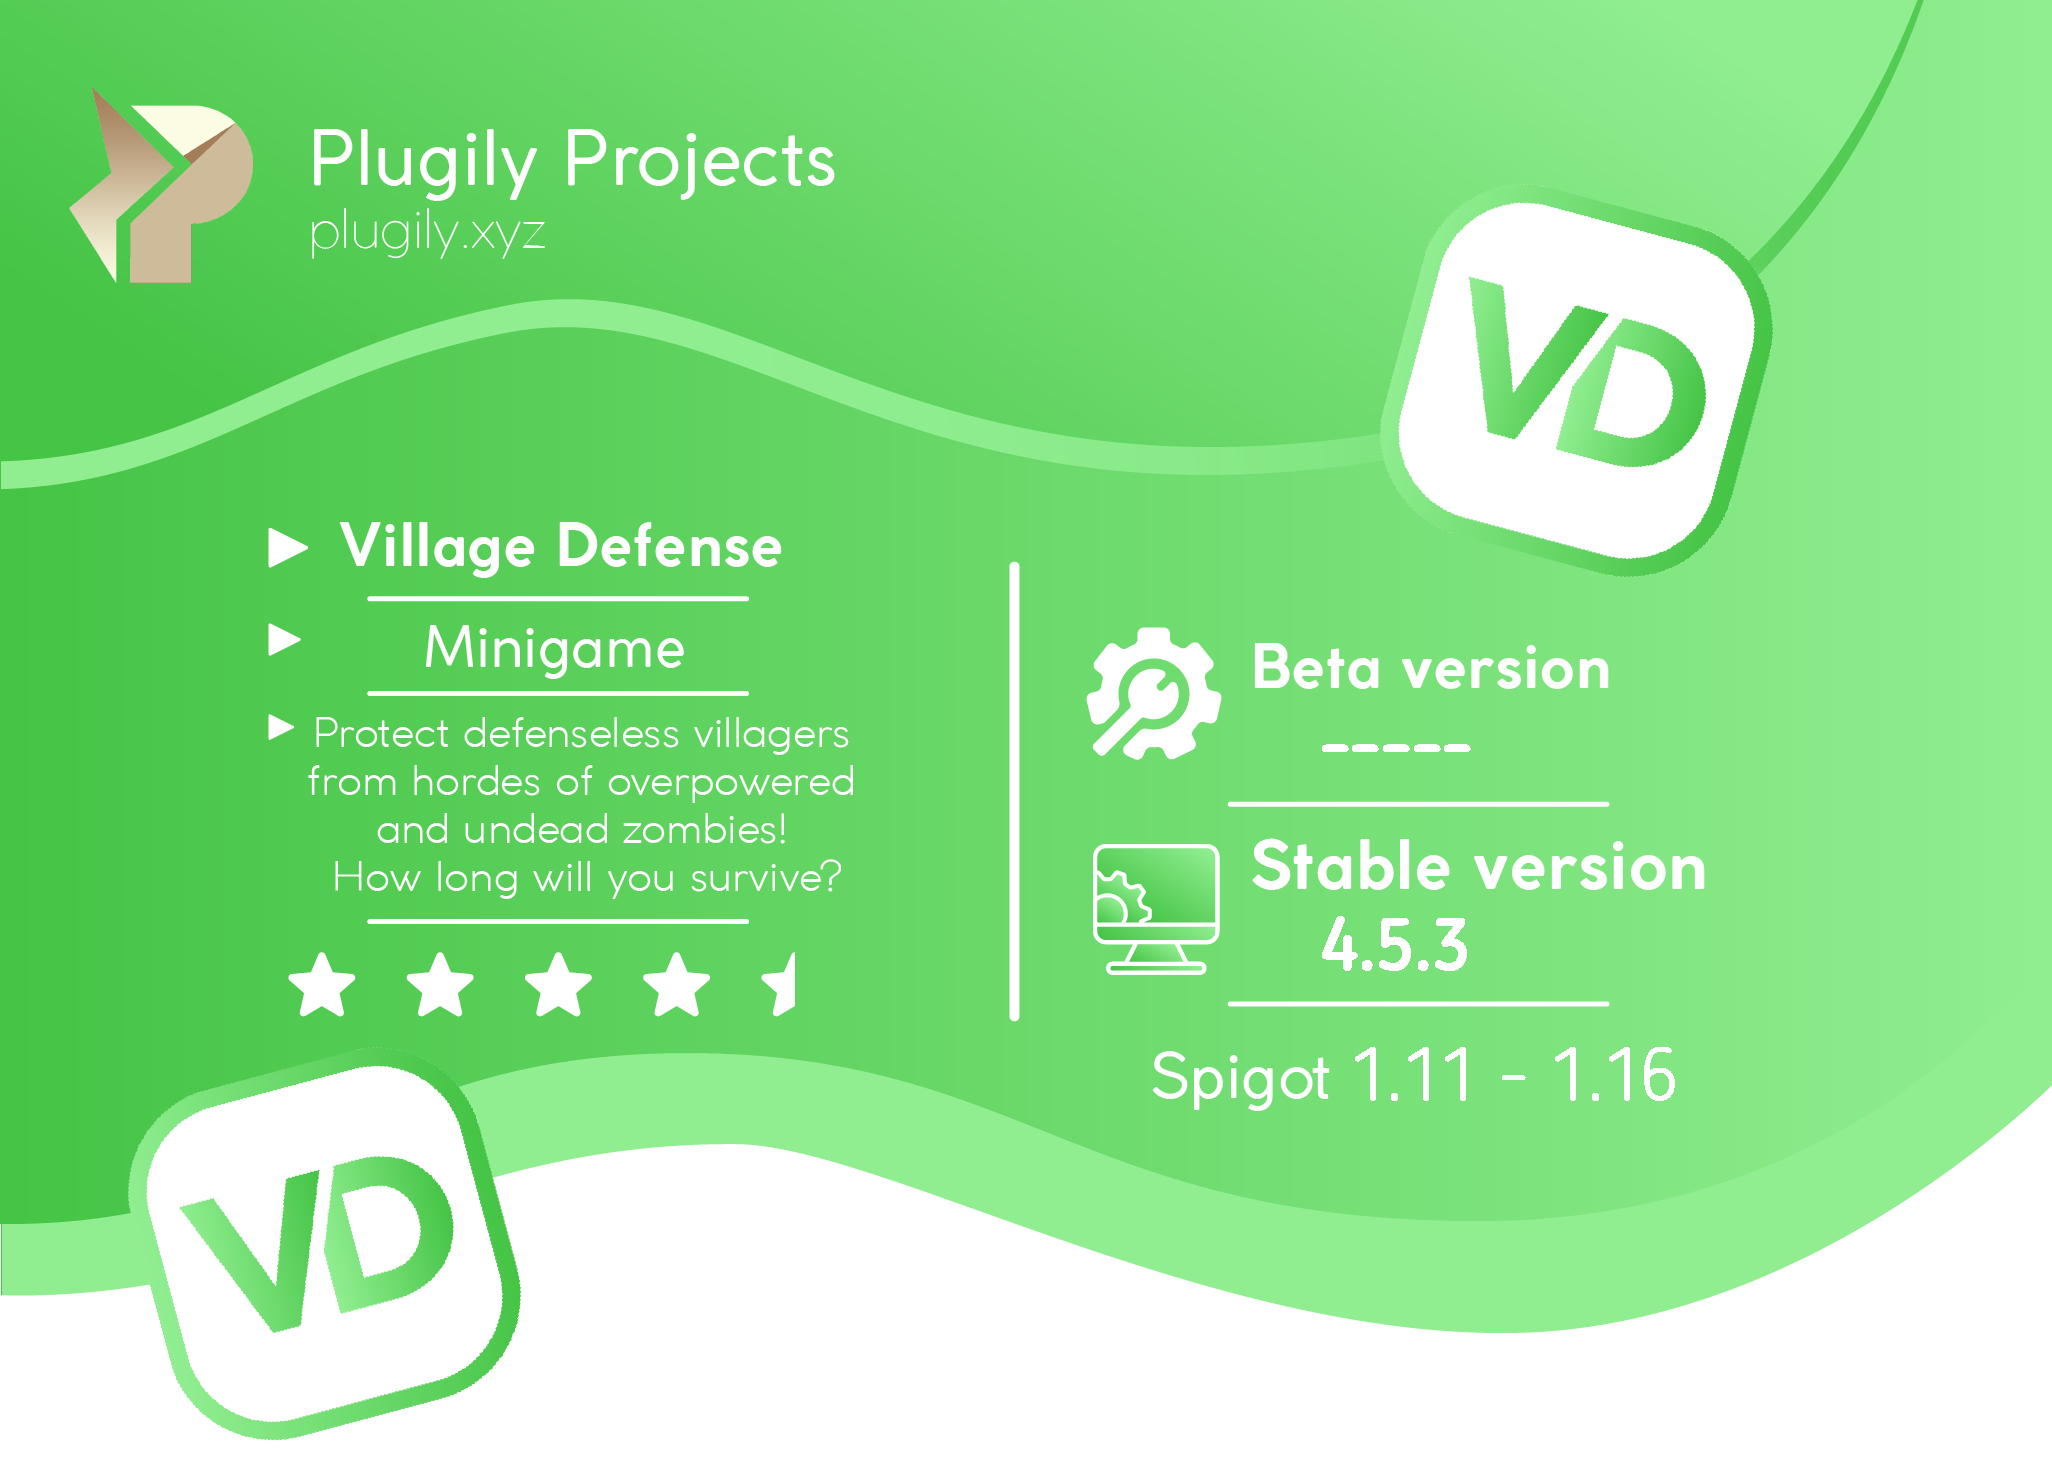 Plugily Projects
plugily.xyz
VD
Village Defense
Minigame
Protect defenseless villagers
from hordes of overpowered
and undead zombies!
How long will you survive?
Beta version
-----
Stable version
4.5.3
Spigot 1.11 - 1.16
VD